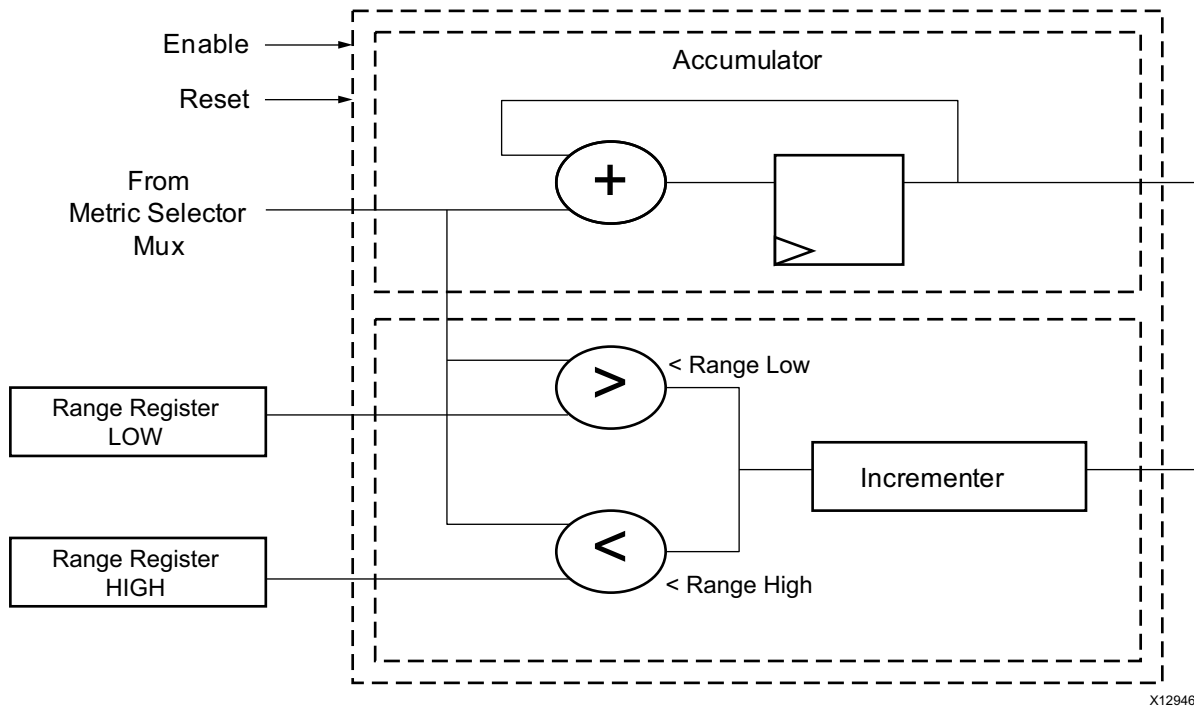 Enable
Accumulator
Reset
+
From
Metric Selector
Mux
>
< Range Low
Range Register
LOW
Incrementer
<
Range Register
HIGH
< Range High
X12946